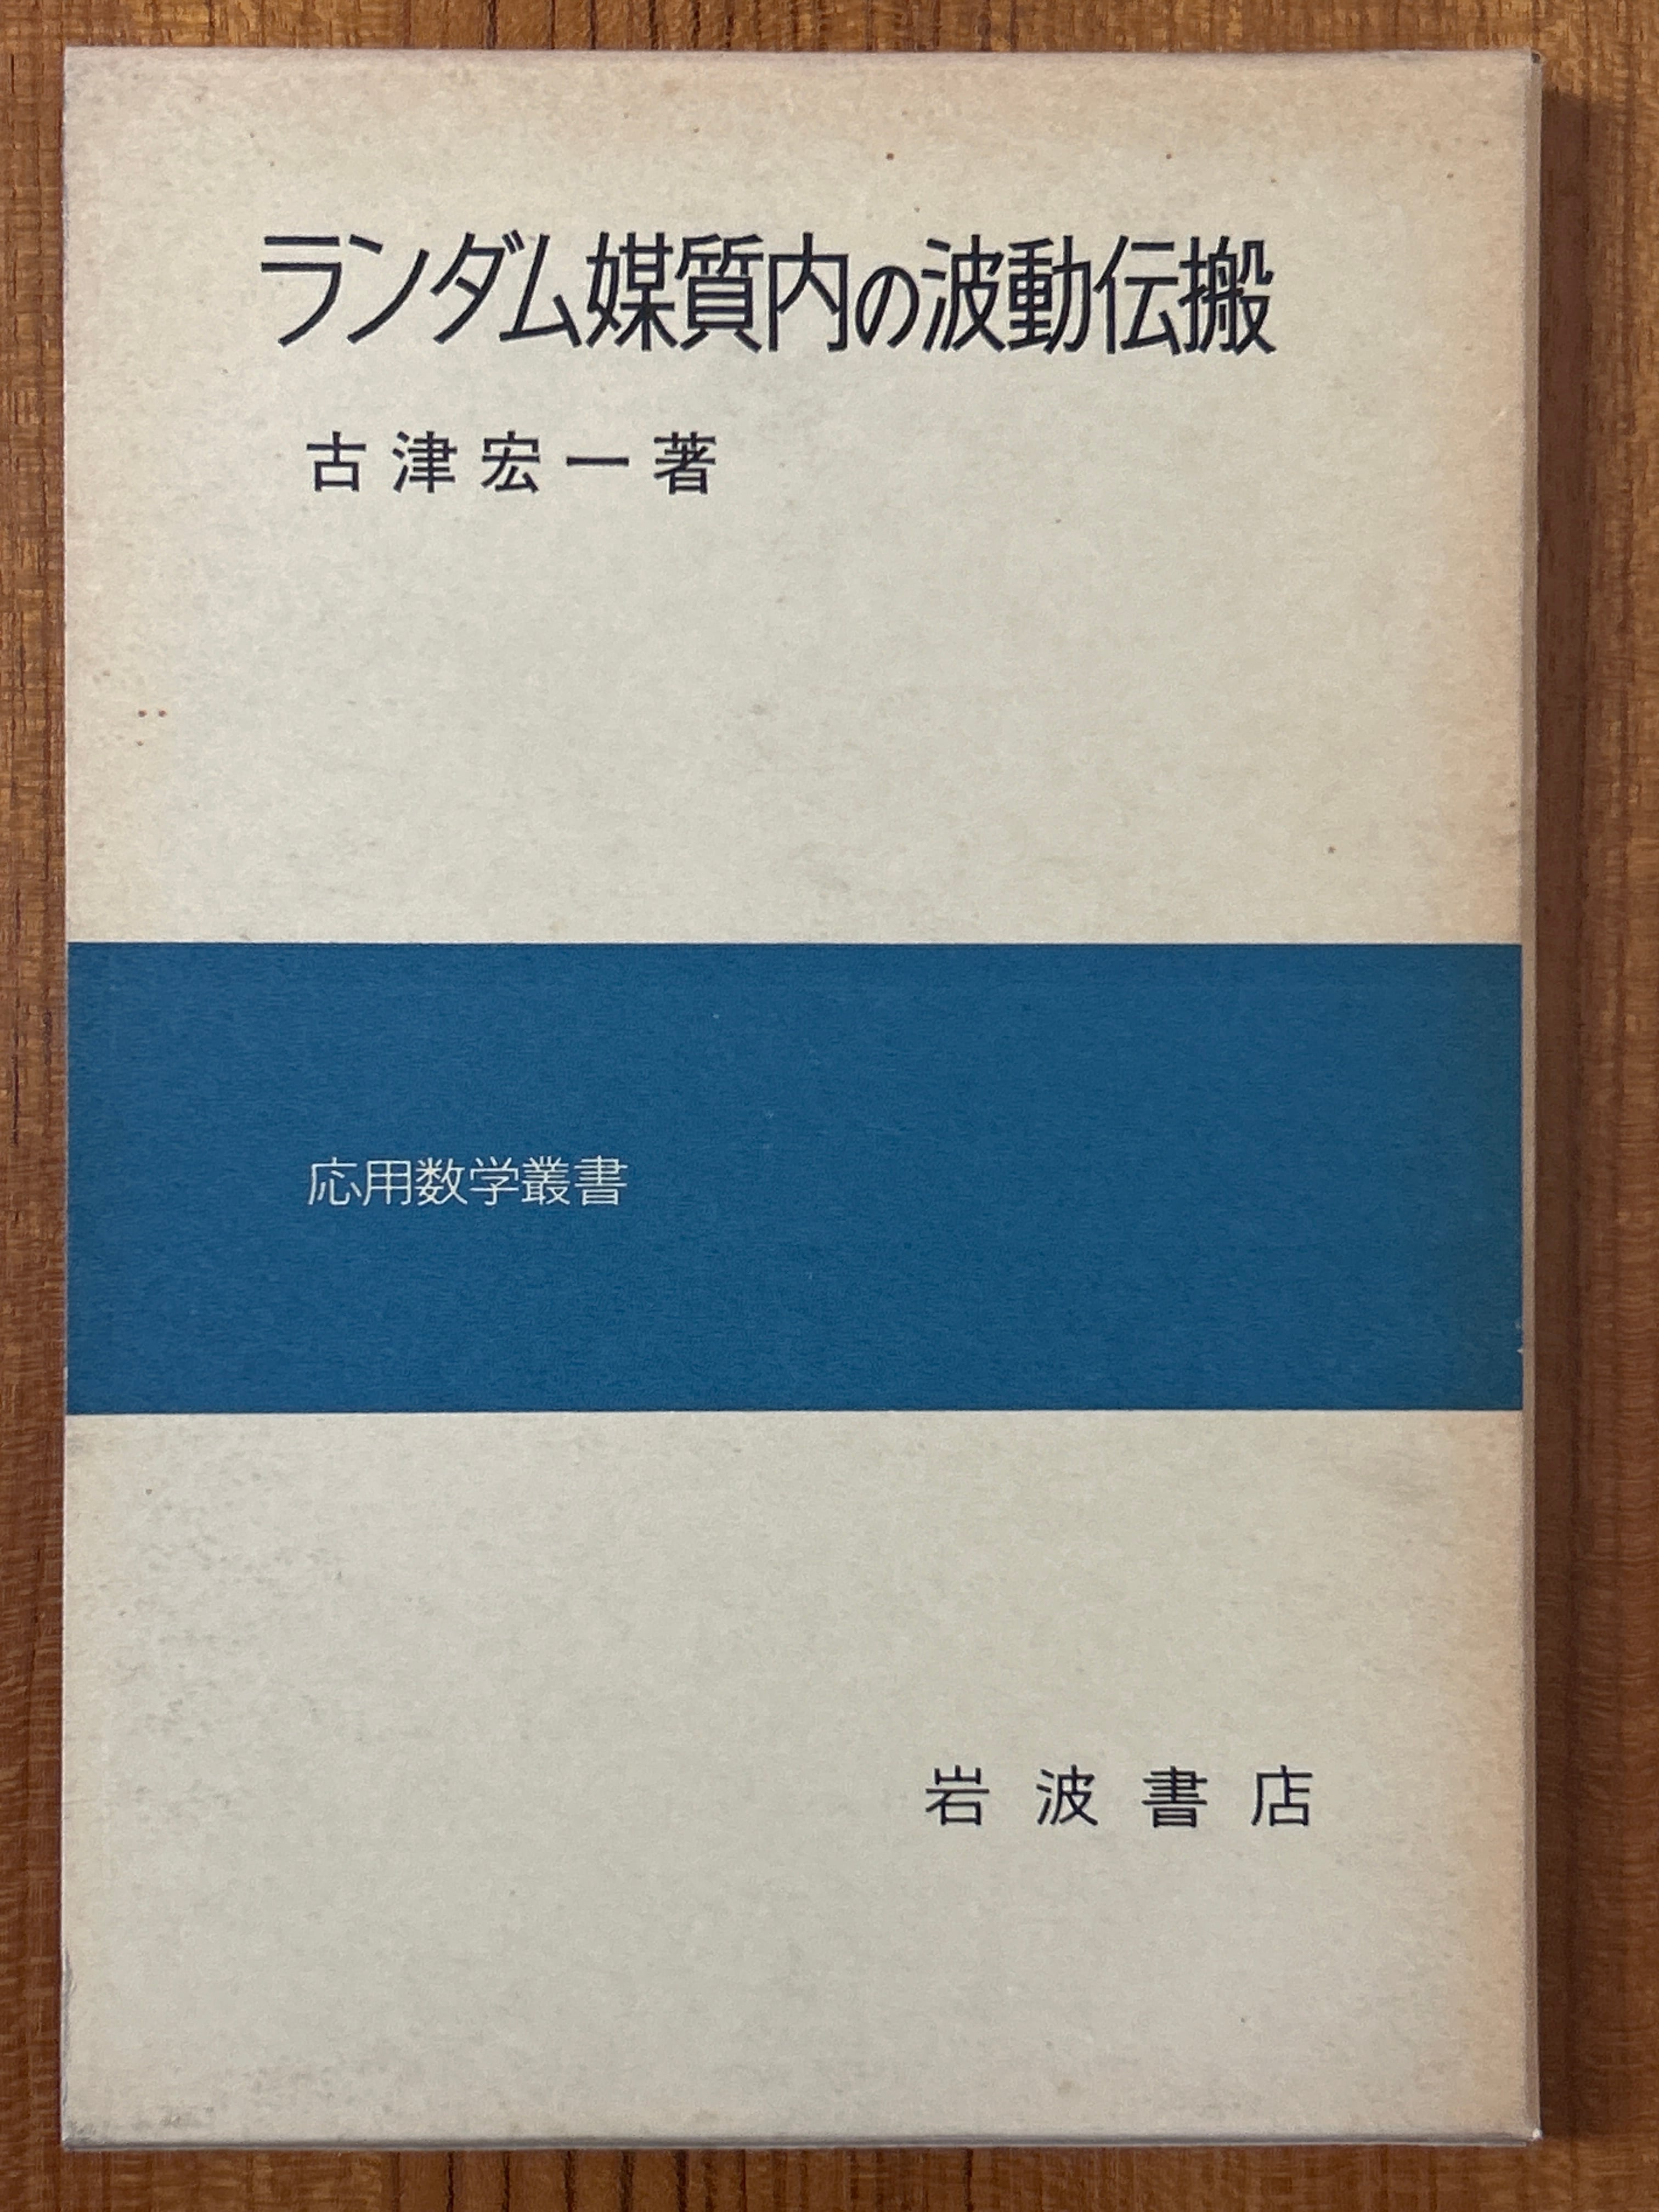 ランダム媒質内の波動伝搬
古津宏一著
応用数学叢書
岩波書店